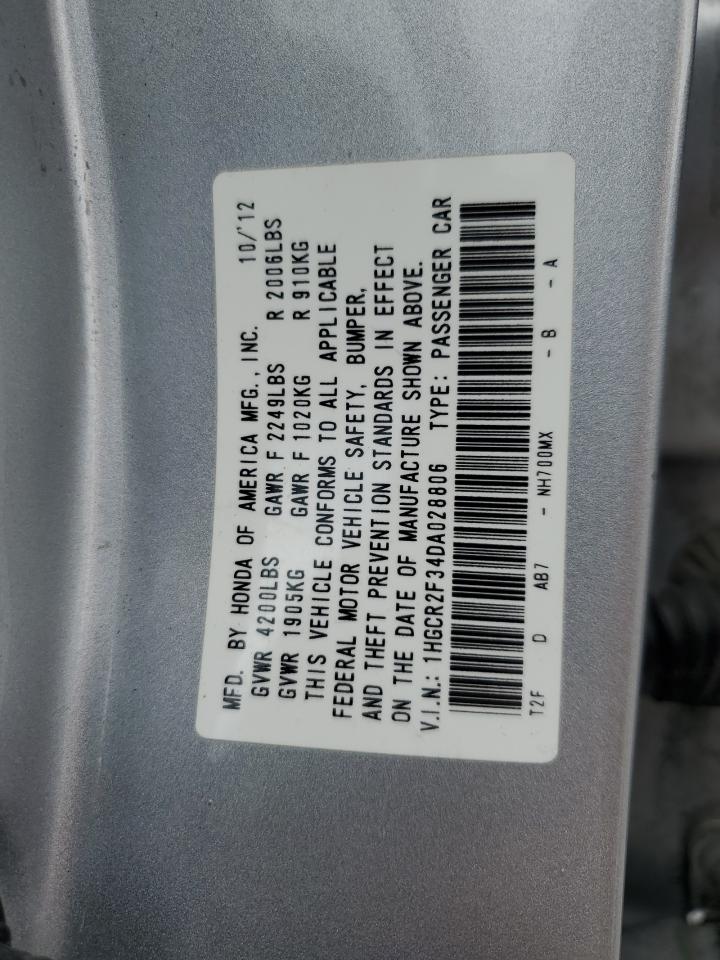 MFD. BY HONDA OF AMERICA MFG., INC. 10/'12
GVWR 4200LBS GAWR F 2249LBS R 2006LBS
GVWR 1905KG GAWR F 1020KG R 910KG
THIS VEHICLE CONFORMS TO ALL APPLICABLE
FEDERAL MOTOR VEHICLE SAFETY, BUMPER,
AND THEFT PREVENTION STANDARDS IN EFFECT
ON THE DATE OF MANUFACTURE SHOWN ABOVE.
V.I.N.: 1HGCR2F34DA028806 TYPE: PASSENGER CAR
T2F D AB7 - NH700MX - B - A